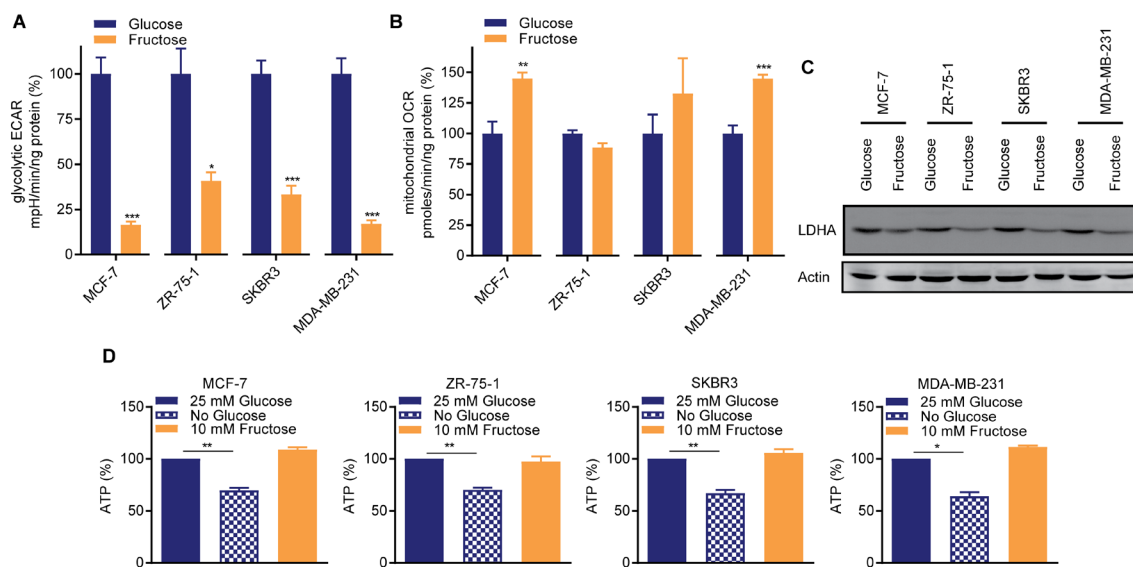 A
Glucose
Fructose
glycolytic ECAR
mpH/min/ng protein (%)
100
50
25
0
***
*
***
***
MCF-7
ZR-75-1
SKBR3
MDA-MB-231
B
Glucose
Fructose
mitochondrial OCR
pmoles/min/ng protein (%)
150
125
100
75
50
25
0
**
***
MCF-7
ZR-75-1
SKBR3
MDA-MB-231
C
MCF-7
ZR-75-1
SKBR3
MDA-MB-231
Glucose
Fructose
Glucose
Fructose
Glucose
Fructose
Glucose
Fructose
LDHA
Actin
D
MCF-7
25 mM Glucose
No Glucose
10 mM Fructose
ATP (%)
150
100
50
0
**
ZR-75-1
25 mM Glucose
No Glucose
10 mM Fructose
ATP (%)
150
100
50
0
**
SKBR3
25 mM Glucose
No Glucose
10 mM Fructose
ATP (%)
150
100
50
0
**
MDA-MB-231
25 mM Glucose
No Glucose
10 mM Fructose
ATP (%)
150
100
50
0
*